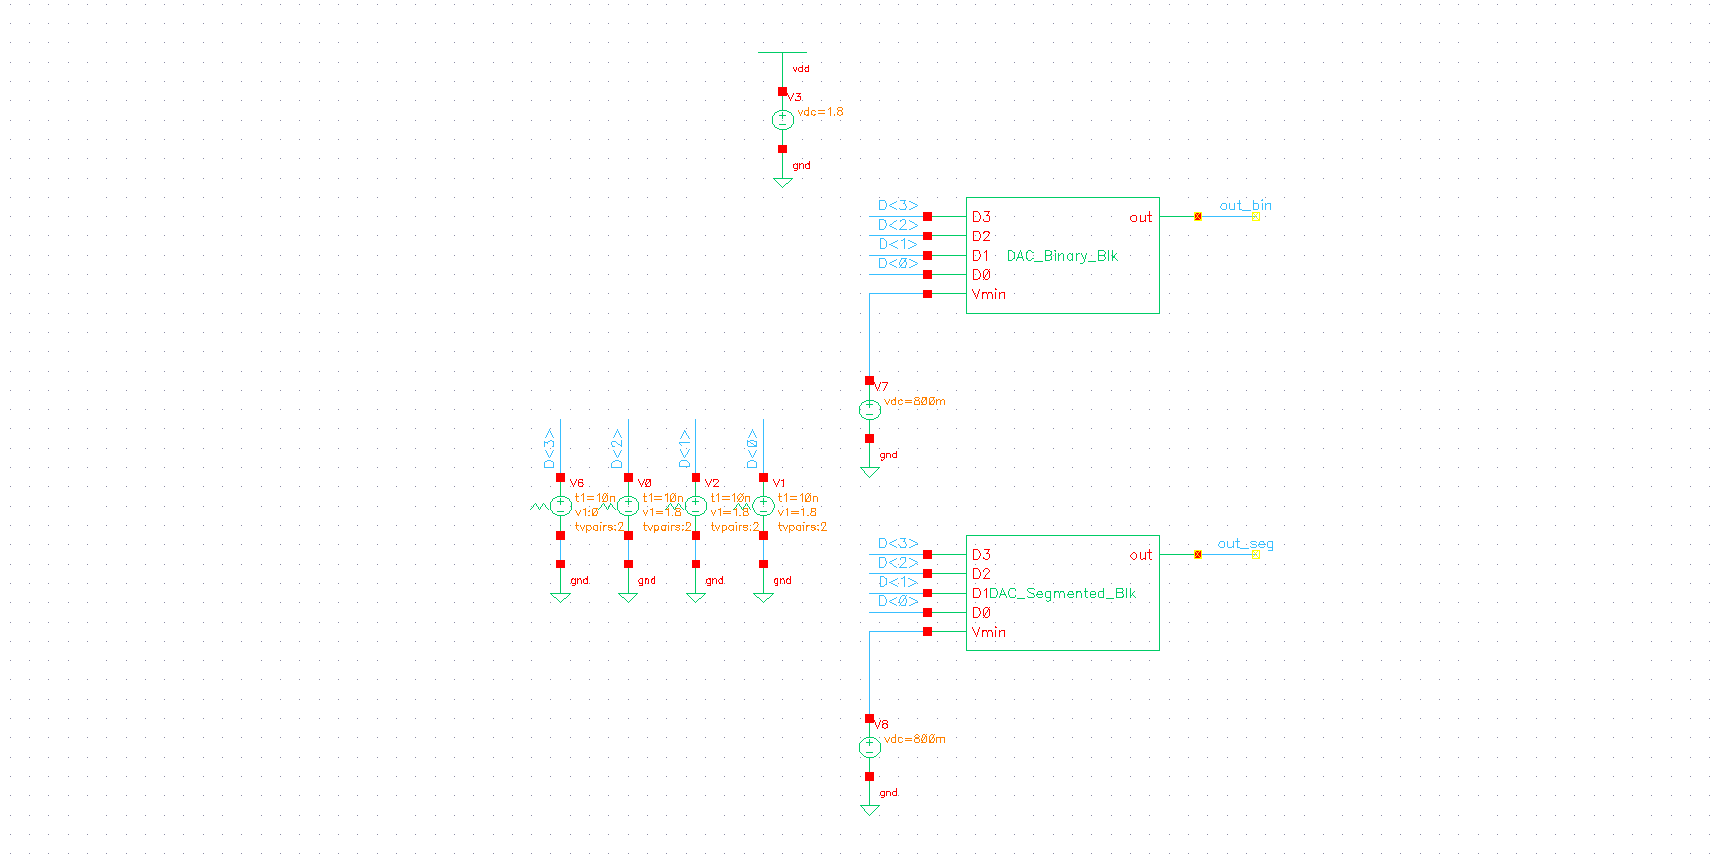 vdd
V3
vdc=1.8
gnd
D<3>
D<2>
D<1>
D<0>
D3
D2
D1
D0
Vmin
DAC_Binary_Blk
out
out_bin
V7
vdc=800m
gnd
D<3>
D<2>
D<1>
D<0>
V6
t1=10n
v1:0
tvpairs:2
gnd
V0
t1=10n
v1=1.8
tvpairs:2
gnd
V2
t1=10n
v1=1.8
tvpairs:2
gnd
V1
t1=10n
v1=1.8
tvpairs:2
gnd
D<3>
D<2>
D<1>
D<0>
D3
D2
D1
D0
Vmin
DAC_Segmented_Blk
out
out_seg
V8
vdc=800m
gnd